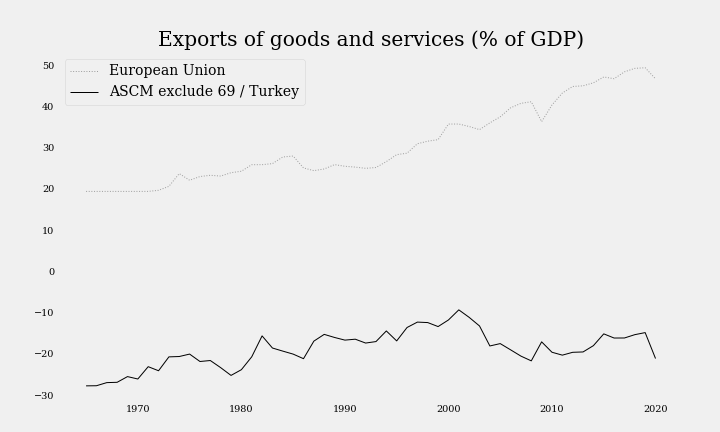 Exports of goods and services (% of GDP)
European Union
ASCM exclude 69 / Turkey
50
40
30
20
10
0
−10
−20
−30
1970 1980 1990 2000 2010 2020